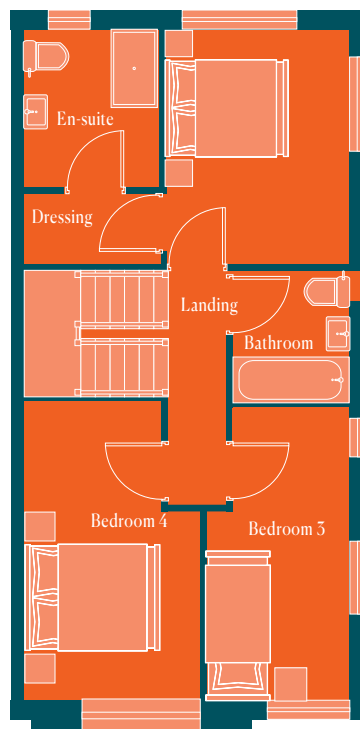 En-suite
Dressing
Landing
Bathroom
Bedroom 4
Bedroom 3